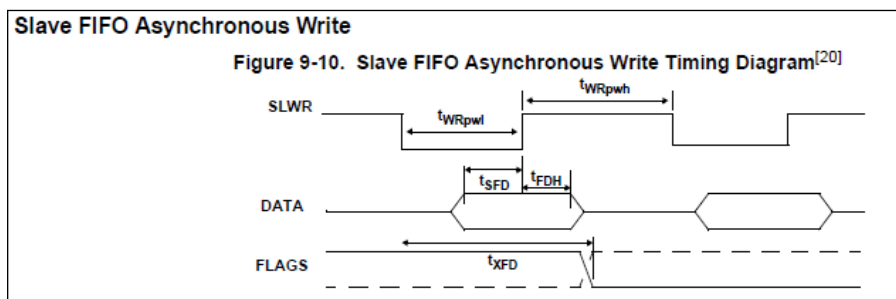 Slave FIFO Asynchronous Write
Figure 9-10. Slave FIFO Asynchronous Write Timing Diagram[20]
tWRpwh
SLWR
tWRpwl
tSFD
tFDH
DATA
tXFD
FLAGS